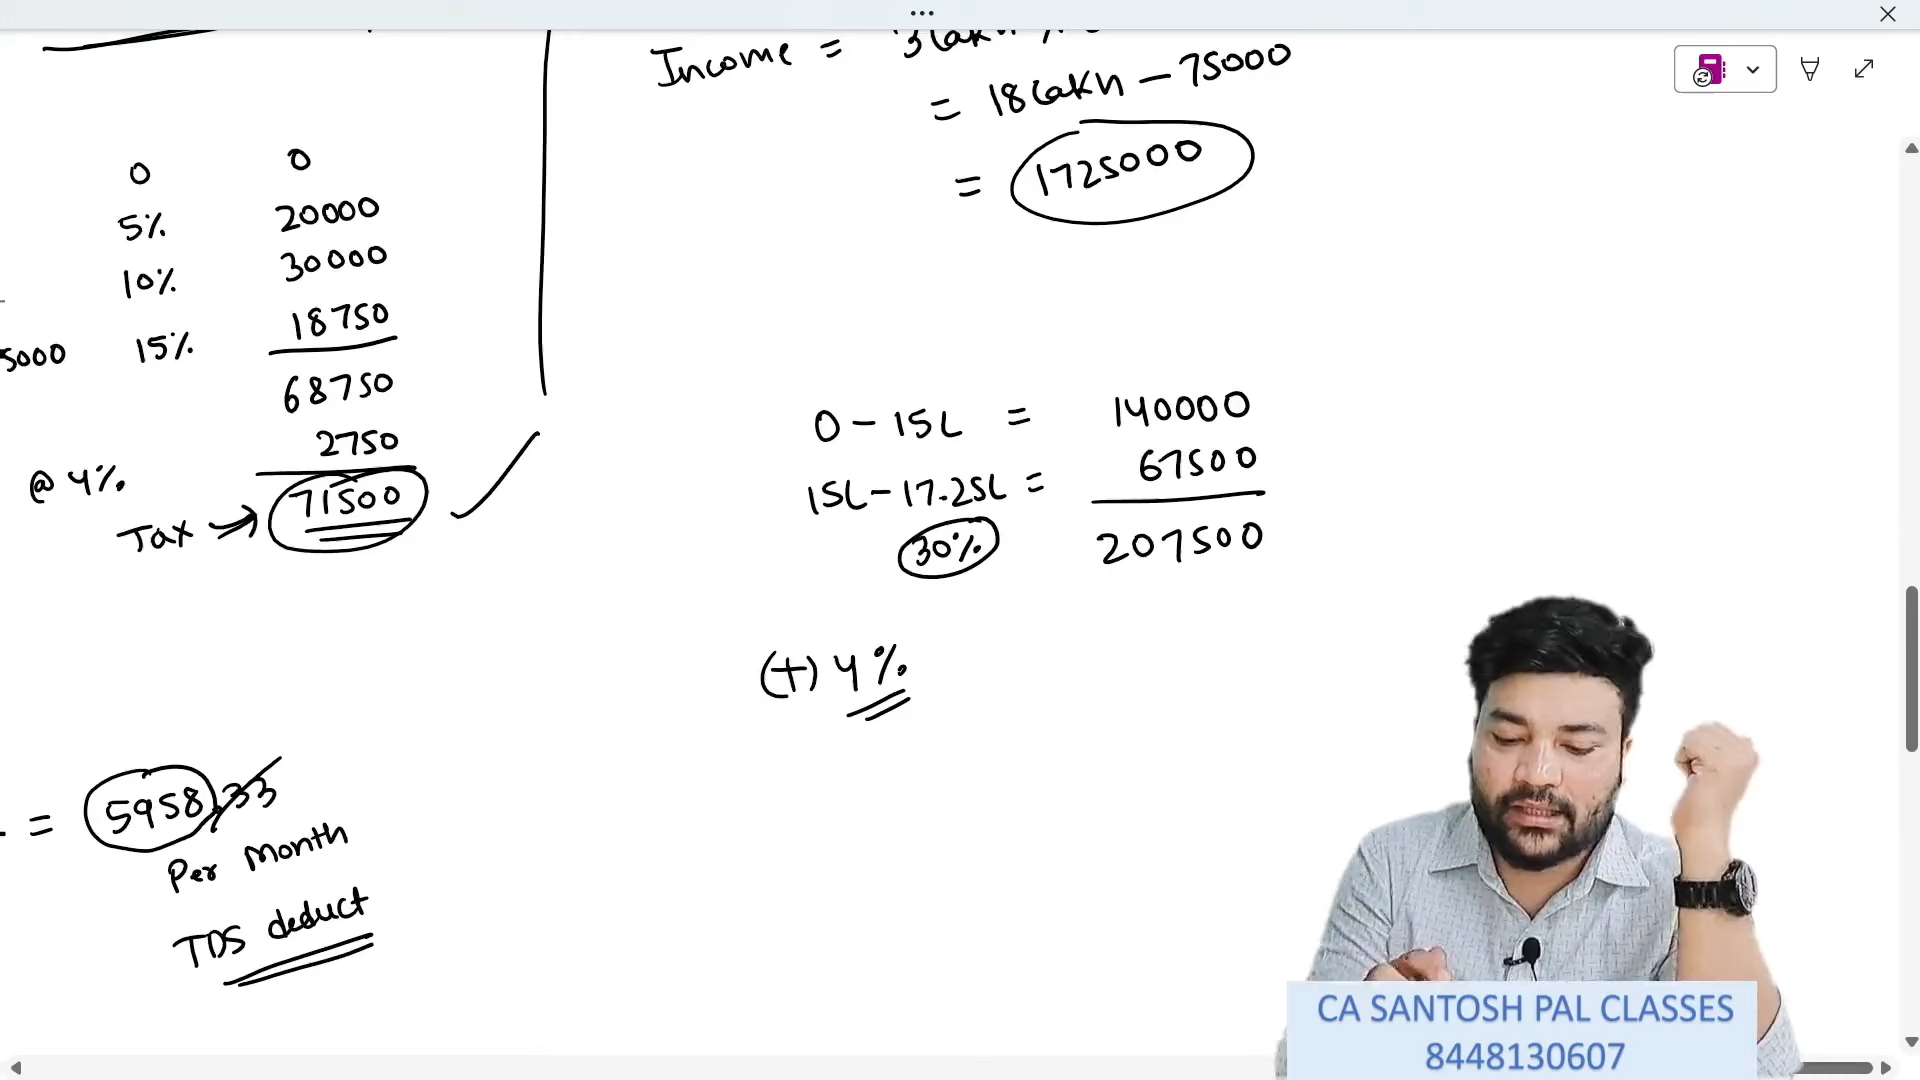 Income =
= 18 Lakh - 75000
= 1725000
0 0
5% 20000
10% 30000
5000 15% 18750
68750
2750
@ 4%
Tax → 71500
0 - 15L = 140000
15L - 17.25L = 67500
30% 207500
(+) 4%
= 5958.33
Per Month
TDS deduct
CA SANTOSH PAL CLASSES
8448130607